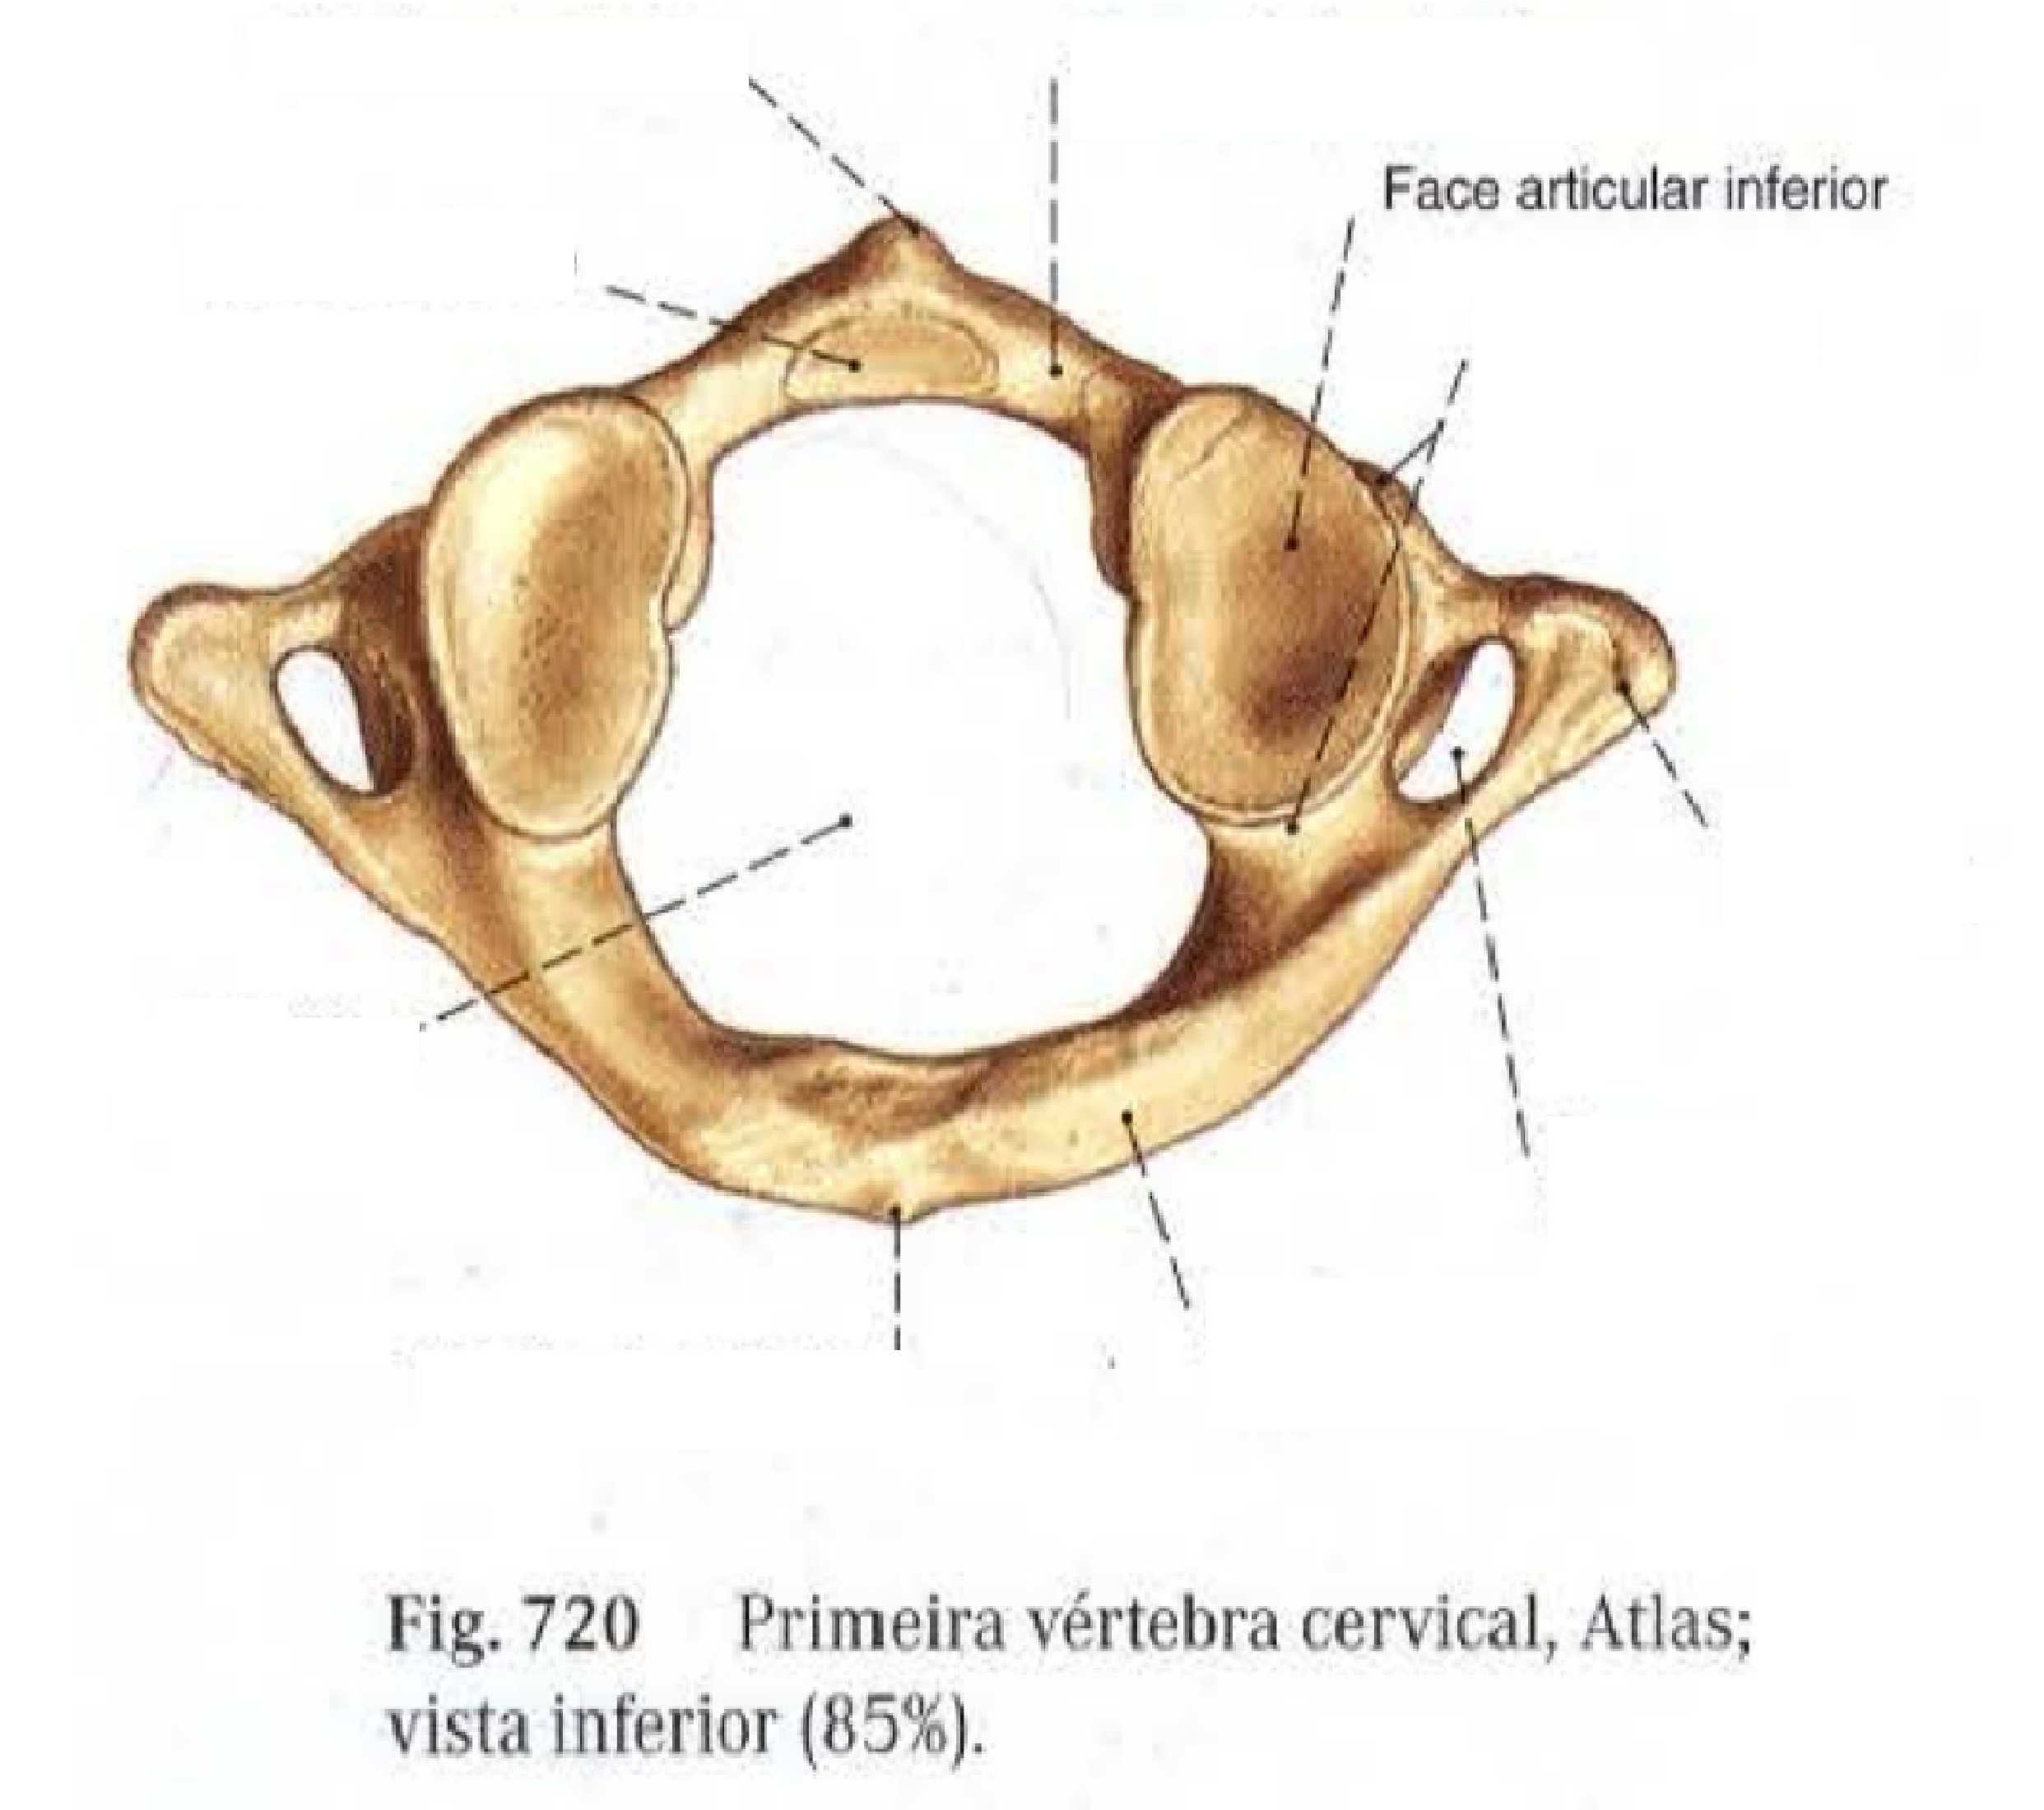 Face articular inferior
Fig. 720 Primeira vértebra cervical, Atlas;
vista inferior (85%).